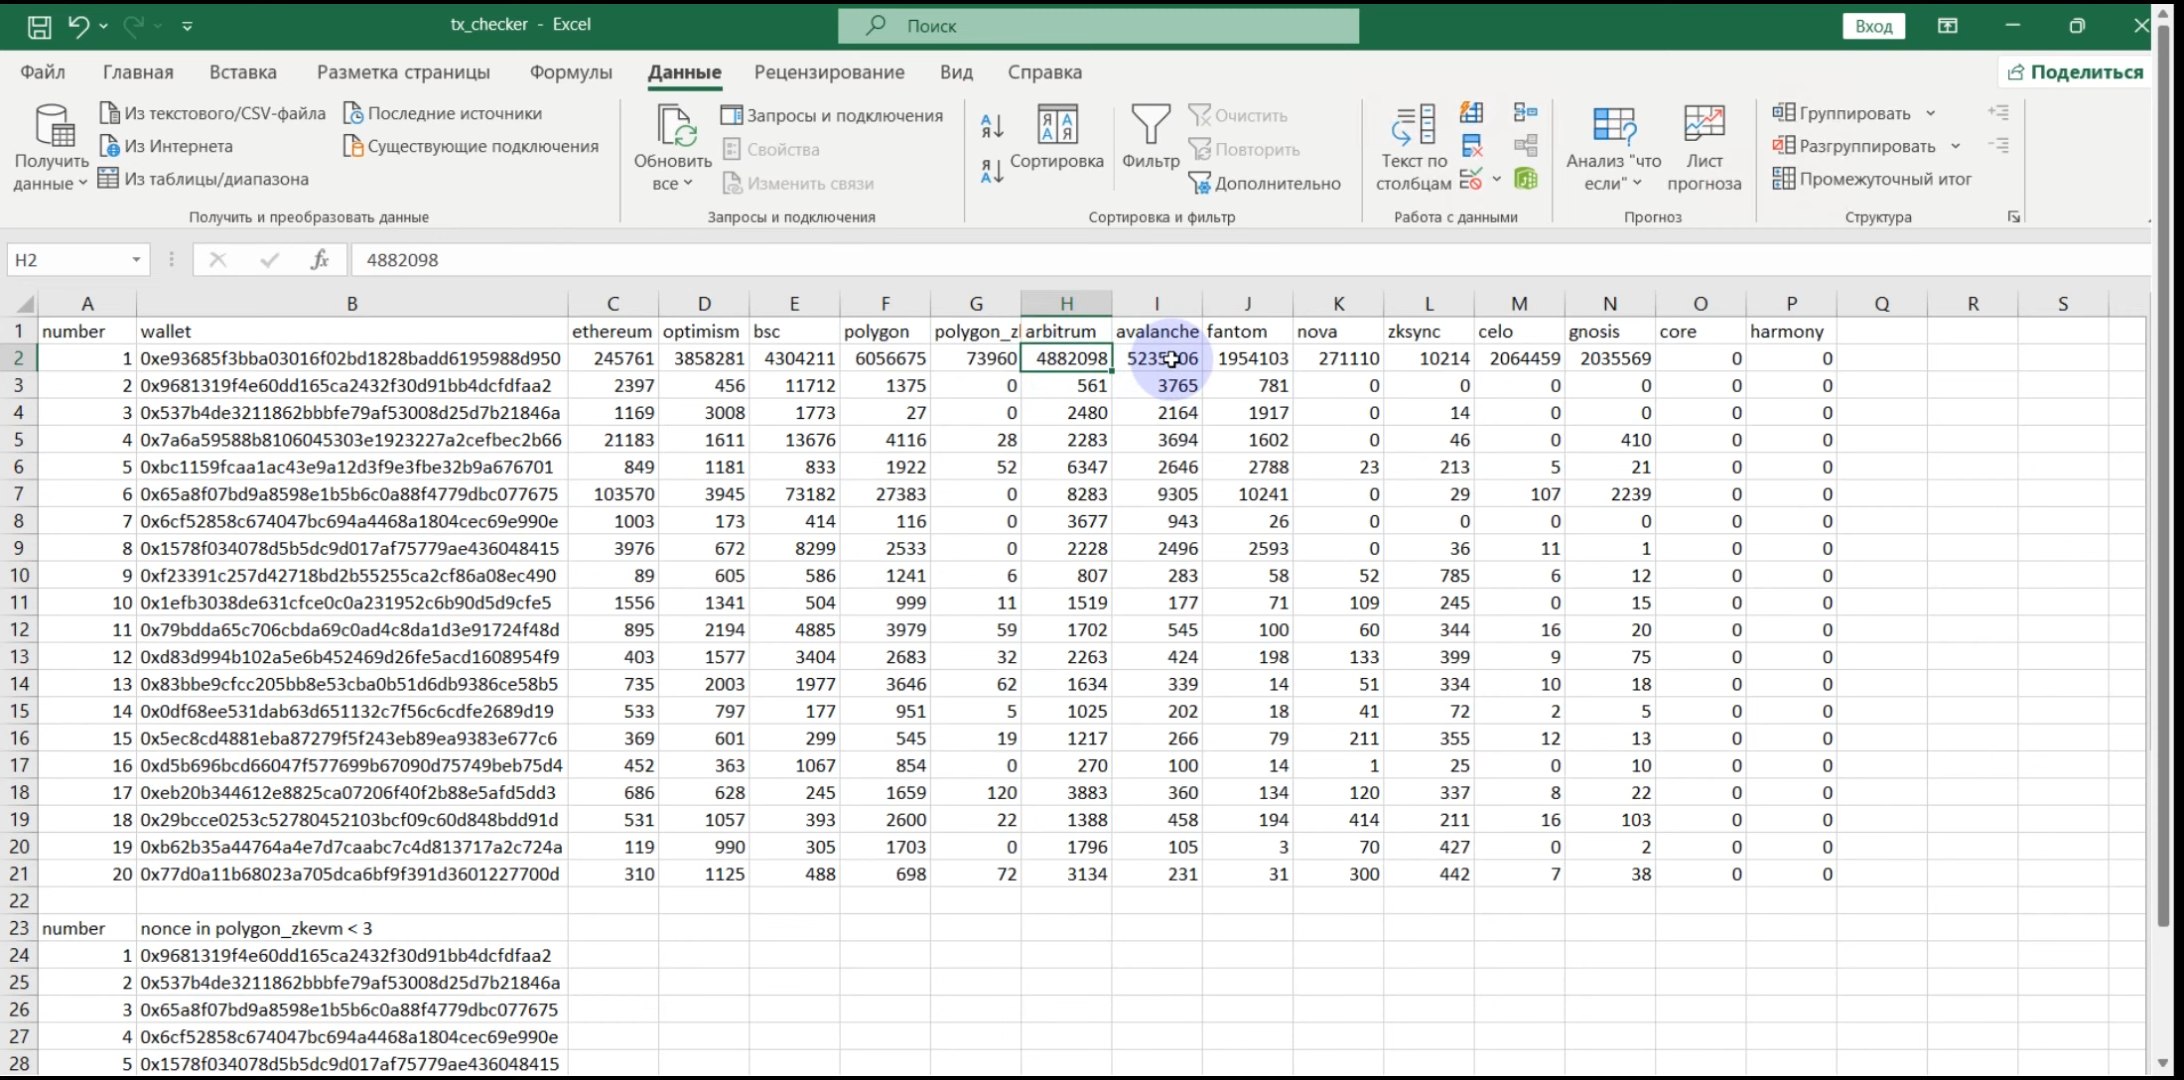 tx_checker - Excel
Поиск
Вход
Файл Главная Вставка Разметка страницы Формулы Данные Рецензирование Вид Справка Поделиться
Получить данные
Из текстового/CSV-файла
Из Интернета
Из таблицы/диапазона
Последние источники
Существующие подключения
Получить и преобразовать данные
Обновить все
Запросы и подключения
Свойства
Изменить связи
Запросы и подключения
Сортировка
Фильтр
Очистить
Повторить
Дополнительно
Сортировка и фильтр
Текст по столбцам
Работа с данными
Анализ "что если"
Лист прогноза
Прогноз
Группировать
Разгруппировать
Промежуточный итог
Структура
H2 fx 4882098
A B C D E F G H I J K L M N O P Q R S
1 number wallet ethereum optimism bsc polygon polygon_z arbitrum avalanche fantom nova zksync celo gnosis core harmony
2 1 0xe93685f3bba03016f02bd1828badd6195988d950 245761 3858281 4304211 6056675 73960 4882098 1954103 271110 10214 2064459 2035569 0 0
3 2 0x9681319f4e60dd165ca2432f30d91bb4dcfdfaa2 2397 456 11712 1375 0 561 3765 781 0 0 0 0 0 0
4 3 0x537b4de3211862bbbfe79af53008d25d7b21846a 1169 3008 1773 27 0 2480 2164 1917 0 14 0 0 0 0
5 4 0x7a6a59588b8106045303e1923227a2cefbec2b66 21183 1611 13676 4116 28 2283 3694 1602 0 46 0 410 0 0
6 5 0xbc1159fcaa1ac43e9a12d3f9e3fbe32b9a676701 849 1181 833 1922 52 6347 2646 2788 23 213 5 21 0 0
7 6 0x65a8f07bd9a8598e1b5b6c0a88f4779dbc077675 103570 3945 73182 27383 0 8283 9305 10241 0 29 107 2239 0 0
8 7 0x6cf52858c674047bc694a4468a1804cec69e990e 1003 173 414 116 0 3677 943 26 0 0 0 0 0 0
9 8 0x1578f034078d5b5dc9d017af75779ae436048415 3976 672 8299 2533 0 2228 2496 2593 0 36 11 1 0 0
10 9 0xf23391c257d42718bd2b55255ca2cf86a08ec490 89 605 586 1241 6 807 283 58 52 785 6 12 0 0
11 10 0x1efb3038de631cfce0c0a231952c6b90d5d9cfe5 1556 1341 504 999 11 1519 177 71 109 245 0 15 0 0
12 11 0x79bdda65c706cbda69c0ad4c8da1d3e91724f48d 895 2194 4885 3979 59 1702 545 100 60 344 16 20 0 0
13 12 0xd83d994b102a5e6b452469d26fe5acd1608954f9 403 1577 3404 2683 32 2263 424 198 133 399 9 75 0 0
14 13 0x83bbe9cfcc205bb8e53cba0b51d6db9386ce58b5 735 2003 1977 3646 62 1634 339 14 51 334 10 18 0 0
15 14 0x0df68ee531dab63d651132c7f56c6cdfe2689d19 533 797 177 951 5 1025 202 18 41 72 2 5 0 0
16 15 0x5ec8cd4881eba87279f5f243eb89ea9383e677c6 369 601 299 545 19 1217 266 79 211 355 12 13 0 0
17 16 0xd5b696bcd66047f577699b67090d75749beb75d4 452 363 1067 854 0 270 100 14 1 25 0 10 0 0
18 17 0xeb20b344612e8825ca07206f40f2b88e5afd5dd3 686 628 245 1659 120 3883 360 134 120 337 8 22 0 0
19 18 0x29bcce0253c52780452103bcf09c60d848bdd91d 531 1057 393 2600 22 1388 458 194 414 211 16 103 0 0
20 19 0xb62b35a44764a4e7d7caabc7c4d813717a2c724a 119 990 305 1703 0 1796 105 3 70 427 0 2 0 0
21 20 0x77d0a11b68023a705dca6bf9f391d3601227700d 310 1125 488 698 72 3134 231 31 300 442 7 38 0 0
22
23 number nonce in polygon_zkevm < 3
24 1 0x9681319f4e60dd165ca2432f30d91bb4dcfdfaa2
25 2 0x537b4de3211862bbbfe79af53008d25d7b21846a
26 3 0x65a8f07bd9a8598e1b5b6c0a88f4779dbc077675
27 4 0x6cf52858c674047bc694a4468a1804cec69e990e
28 5 0x1578f034078d5b5dc9d017af75779ae436048415